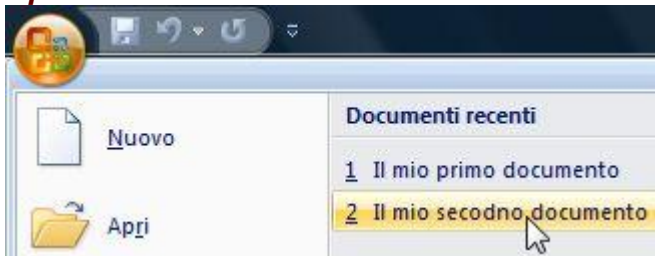 Nuovo
Apri
Documenti recenti
1 Il mio primo documento
2 Il mio secodno documento